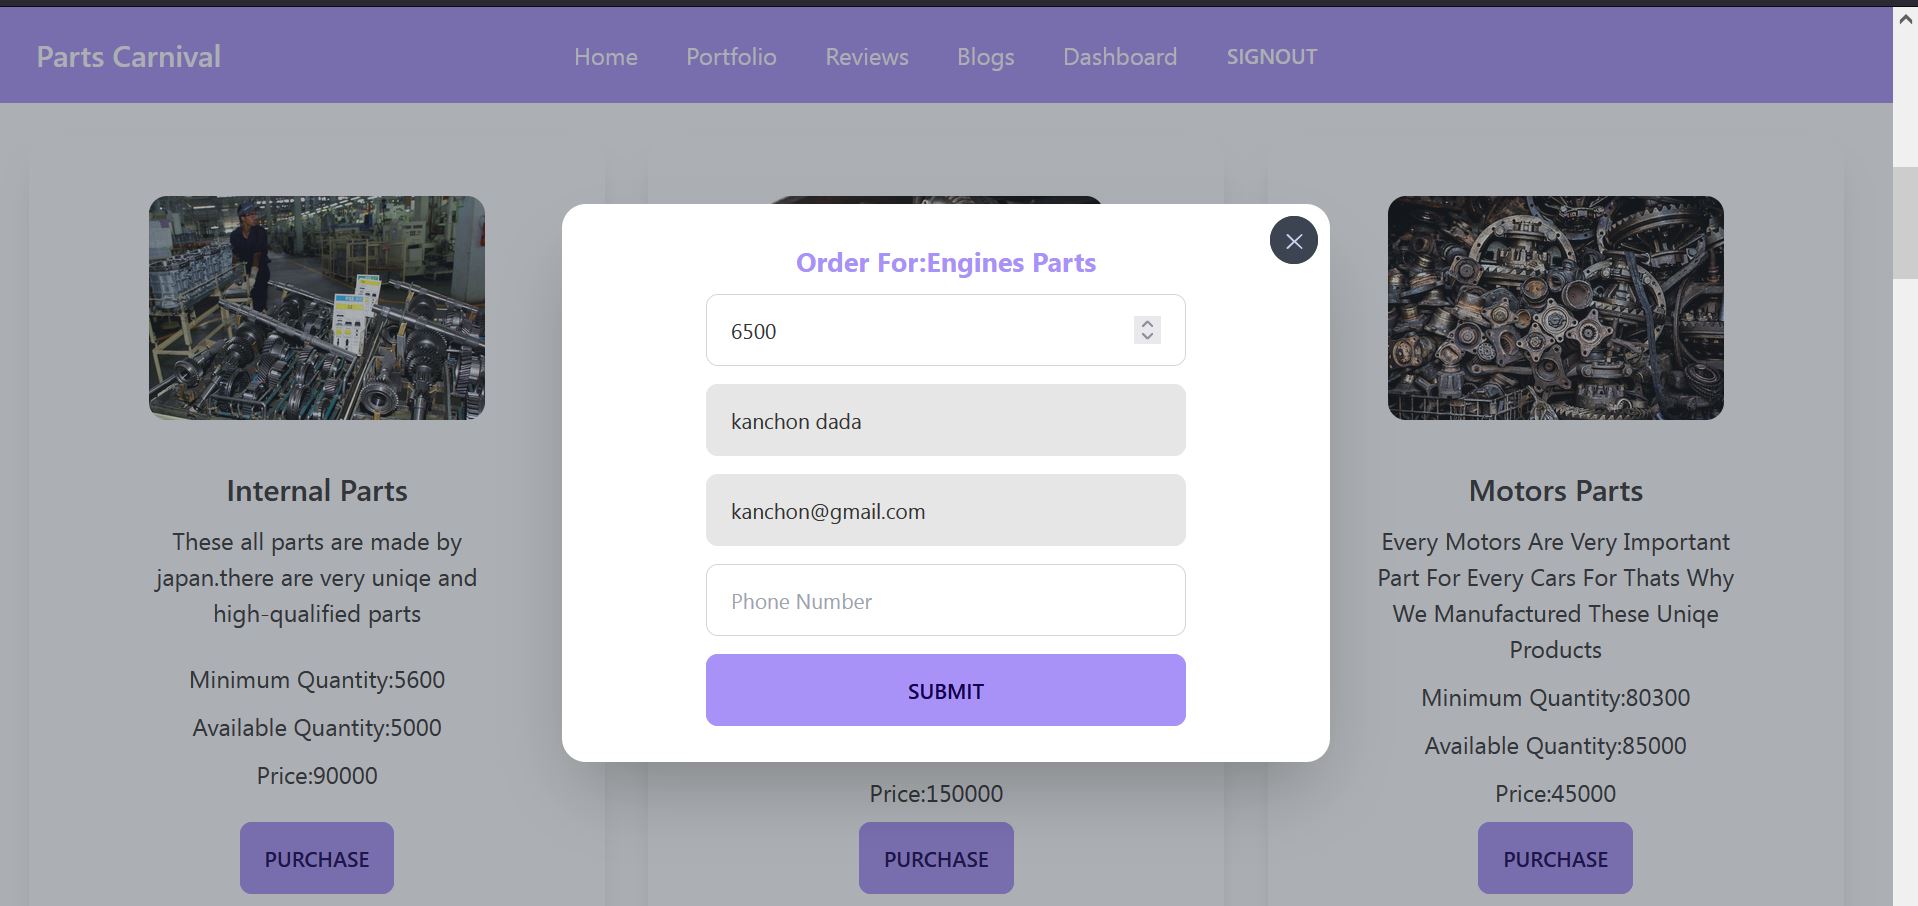 Parts Carnival
Home
Portfolio
Reviews
Blogs
Dashboard
SIGNOUT
Order For:Engines Parts
6500
kanchon dada
kanchon@gmail.com
Phone Number
SUBMIT
Internal Parts
These all parts are made by
japan.there are very uniqe and
high-qualified parts
Minimum Quantity:5600
Available Quantity:5000
Price:90000
PURCHASE
Price:150000
PURCHASE
Motors Parts
Every Motors Are Very Important
Part For Every Cars For Thats Why
We Manufactured These Uniqe
Products
Minimum Quantity:80300
Available Quantity:85000
Price:45000
PURCHASE